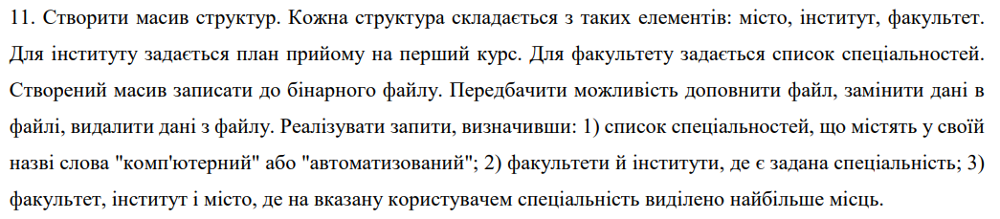 11. Створити масив структур. Кожна структура складається з таких елементів: місто, інститут, факультет.
Для інституту задається план прийому на перший курс. Для факультету задається список спеціальностей.
Створений масив записати до бінарного файлу. Передбачити можливість доповнити файл, замінити дані в
файлі, видалити дані з файлу. Реалізувати запити, визначивши: 1) список спеціальностей, що містять у своїй
назві слова "комп'ютерний" або "автоматизований"; 2) факультети й інститути, де є задана спеціальність; 3)
факультет, інститут і місто, де на вказану користувачем спеціальність виділено найбільше місць.